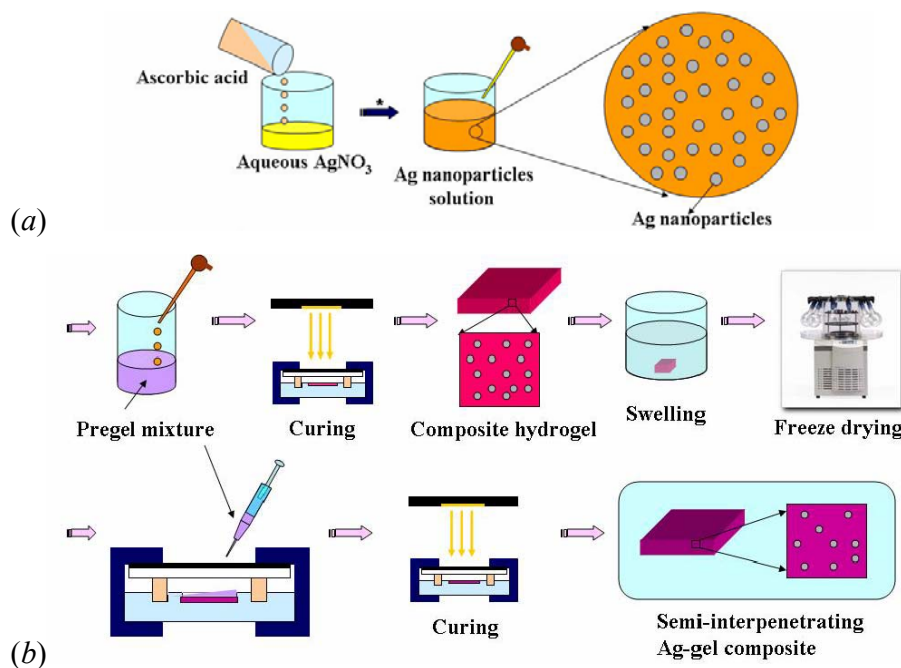 Ascorbic acid
*
Aqueous AgNO₃
Ag nanoparticles
solution
Ag nanoparticles
(a)
Pregel mixture
Curing
Composite hydrogel
Swelling
Freeze drying
Curing
Semi-interpenetrating
Ag-gel composite
(b)